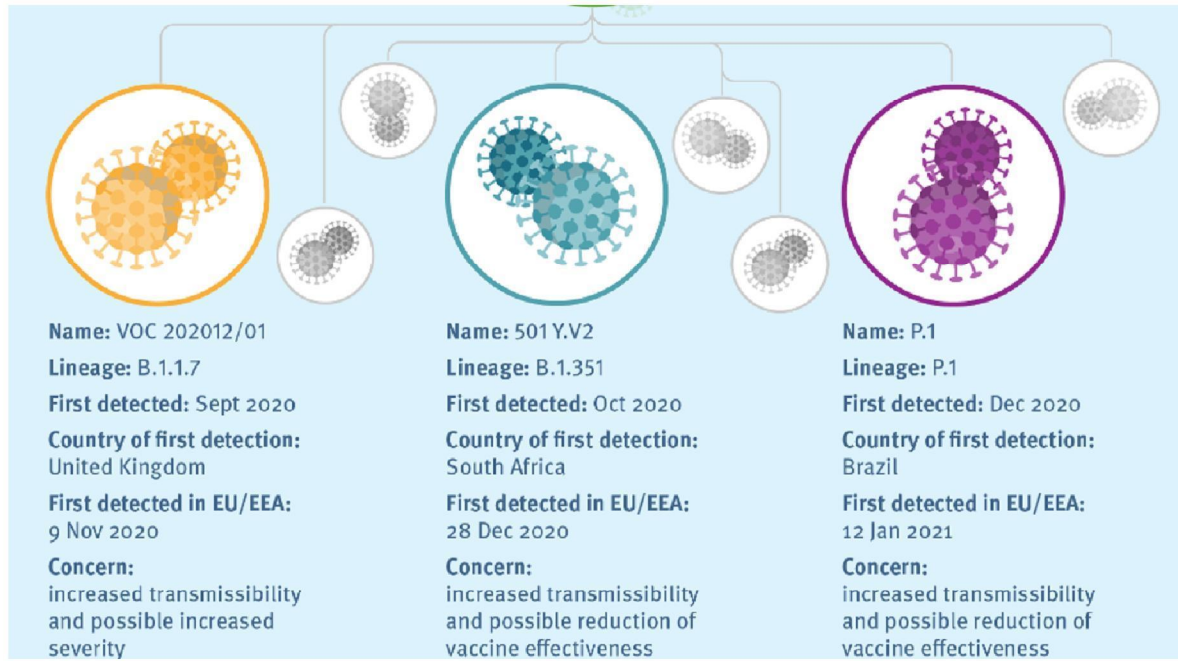 Name: VOC 202012/01
Lineage: B.1.1.7
First detected: Sept 2020
Country of first detection:
United Kingdom
First detected in EU/EEA:
9 Nov 2020
Concern:
increased transmissibility
and possible increased
severity
Name: 501 Y.V2
Lineage: B.1.351
First detected: Oct 2020
Country of first detection:
South Africa
First detected in EU/EEA:
28 Dec 2020
Concern:
increased transmissibility
and possible reduction of
vaccine effectiveness
Name: P.1
Lineage: P.1
First detected: Dec 2020
Country of first detection:
Brazil
First detected in EU/EEA:
12 Jan 2021
Concern:
increased transmissibility
and possible reduction of
vaccine effectiveness